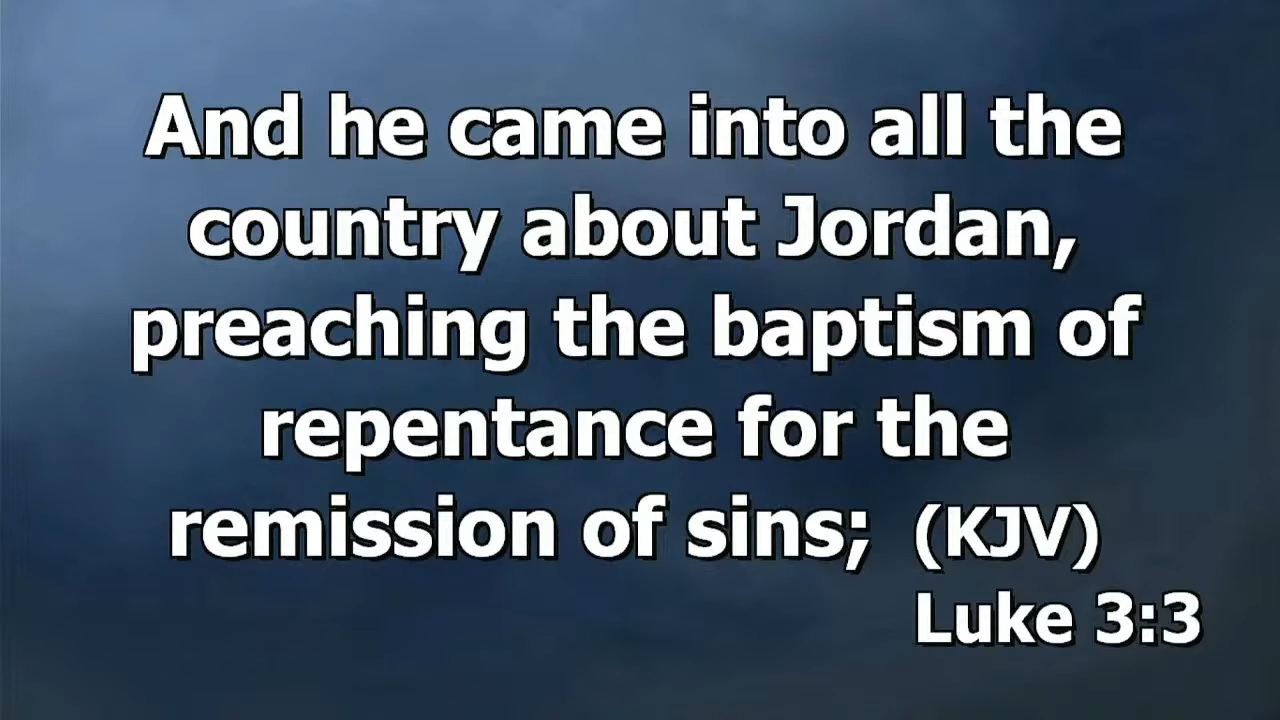 And he came into all the
country about Jordan,
preaching the baptism of
repentance for the
remission of sins; (KJV)
Luke 3:3